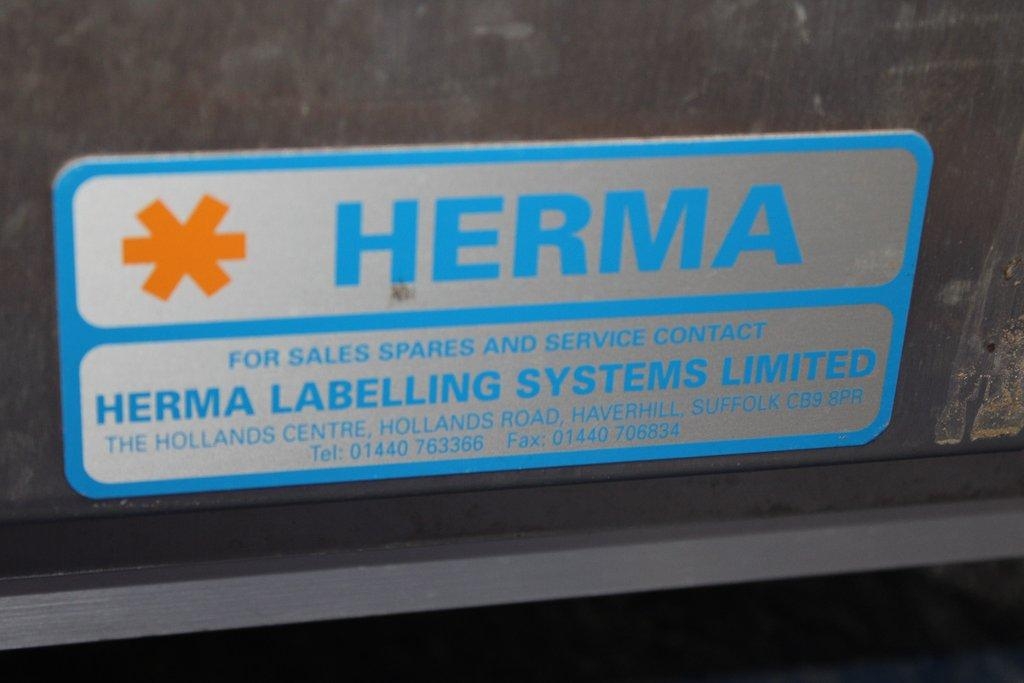 HERMA
FOR SALES SPARES AND SERVICE CONTACT
HERMA LABELLING SYSTEMS LIMITED
THE HOLLANDS CENTRE, HOLLANDS ROAD, HAVERHILL, SUFFOLK CB9 8PR
Tel: 01440 763366 Fax: 01440 706834